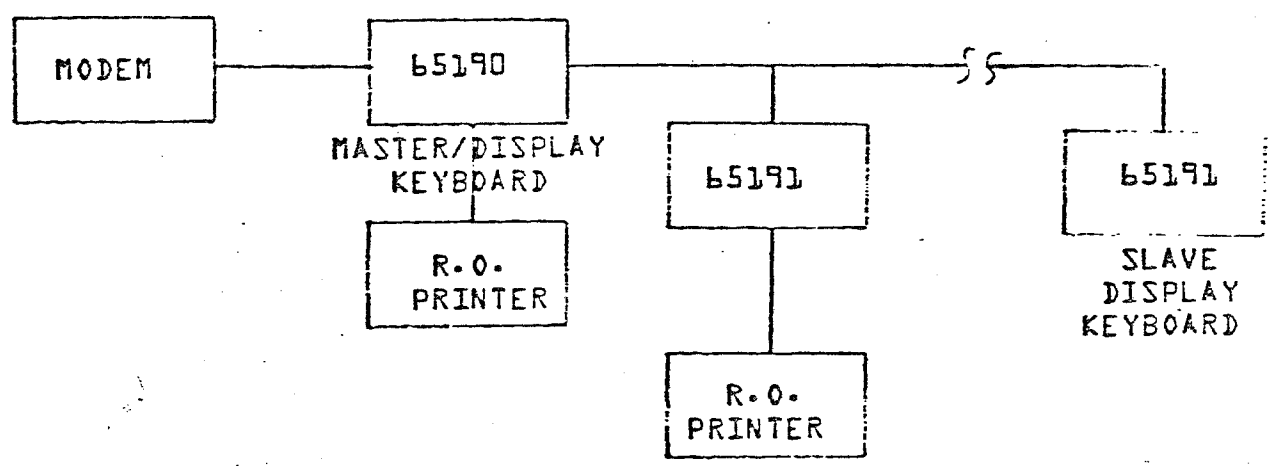 MODEM
65190
MASTER/DISPLAY
KEYBOARD
R.O.
PRINTER
65191
R.O.
PRINTER
65191
SLAVE
DISPLAY
KEYBOARD